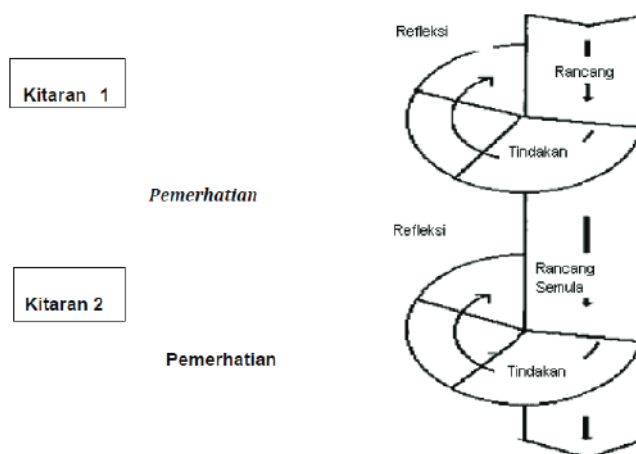 Refleksi
Rancang
Kitaran 1
Tindakan
Pemerhatian
Refleksi
Rancang
Semula
Kitaran 2
Pemerhatian
Tindakan